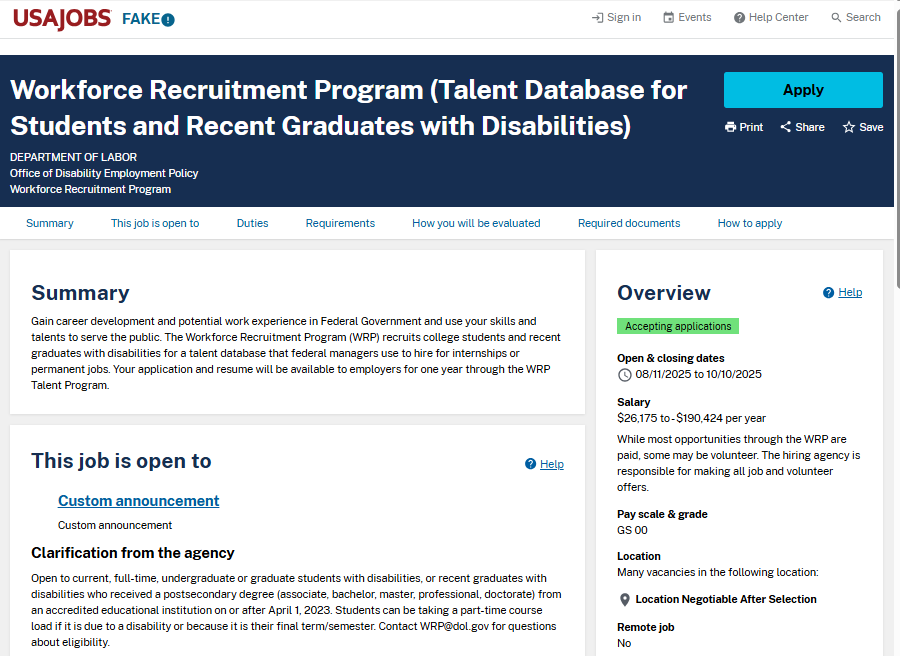 USAJOBS FAKE
Sign in
Events
Help Center
Search
Workforce Recruitment Program (Talent Database for
Students and Recent Graduates with Disabilities)
Apply
Print
Share
Save
DEPARTMENT OF LABOR
Office of Disability Employment Policy
Workforce Recruitment Program
Summary
This job is open to
Duties
Requirements
How you will be evaluated
Required documents
How to apply
Summary
Gain career development and potential work experience in Federal Government and use your skills and
talents to serve the public. The Workforce Recruitment Program (WRP) recruits college students and recent
graduates with disabilities for a talent database that federal managers use to hire for internships or
permanent jobs. Your application and resume will be available to employers for one year through the WRP
Talent Program.
This job is open to
Help
Custom announcement
Custom announcement
Clarification from the agency
Open to current, full-time, undergraduate or graduate students with disabilities, or recent graduates with
disabilities who received a postsecondary degree (associate, bachelor, master, professional, doctorate) from
an accredited educational institution on or after April 1, 2023. Students can be taking a part-time course
load if it is due to a disability or because it is their final term/semester. Contact WRP@dol.gov for questions
about eligibility.
Overview
Help
Accepting applications
Open & closing dates
08/11/2025 to 10/10/2025
Salary
$26,175 to - $190,424 per year
While most opportunities through the WRP are
paid, some may be volunteer. The hiring agency is
responsible for making all job and volunteer
offers.
Pay scale & grade
GS 00
Location
Many vacancies in the following location:
Location Negotiable After Selection
Remote job
No